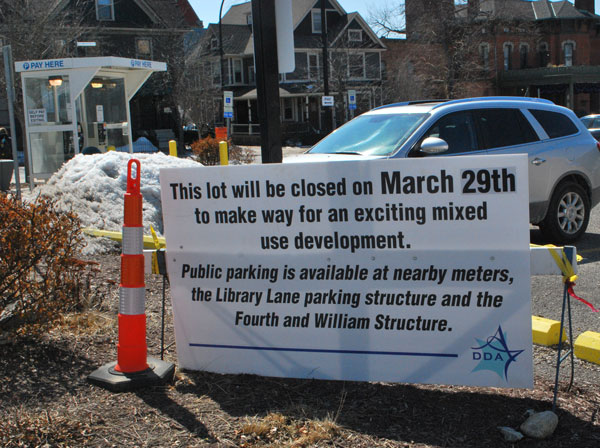 PAY HERE
PAY HERE
This lot will be closed on March 29th
to make way for an exciting mixed
use development.
Public parking is available at nearby meters,
the Library Lane parking structure and the
Fourth and William Structure.
DDA